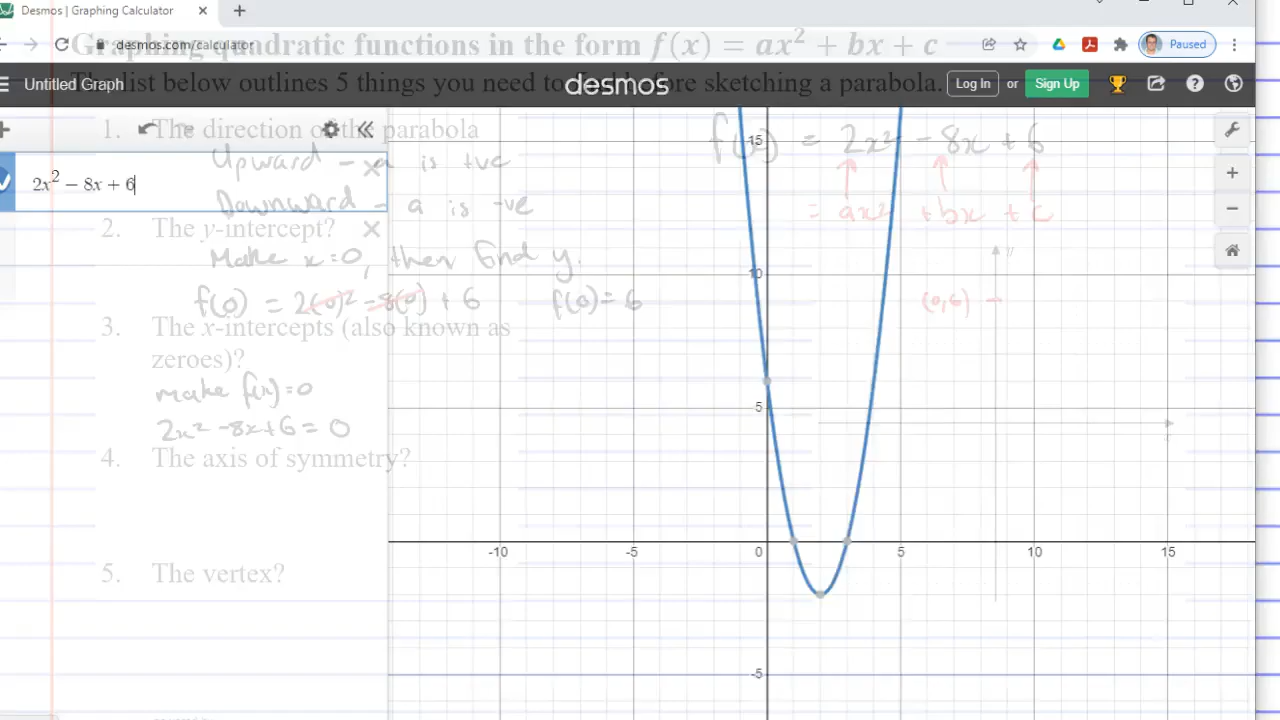 Desmos | Graphing Calculator
desmos.com/calculator
Paused
Graphing quadratic functions in the form f(x) = ax² + bx + c
The list below outlines 5 things you need to before sketching a parabola.
Untitled Graph
desmos
Log In or Sign Up
1. The direction of the parabola
Upward - a is +ve
Downward - a is -ve
2x² − 8x + 6
2. The y-intercept?
Make x=0, then find y.
f(0) = 2(0)² -8(0) + 6 f(0)=6
3. The x-intercepts (also known as
zeroes)?
make f(x)=0
2x² -8x+6 = 0
4. The axis of symmetry?
5. The vertex?
f(x) = 2x² - 8x + 6
= ax² + bx + c
y
(0,6)
15
10
5
-10 -5 0 5 10 15
-5